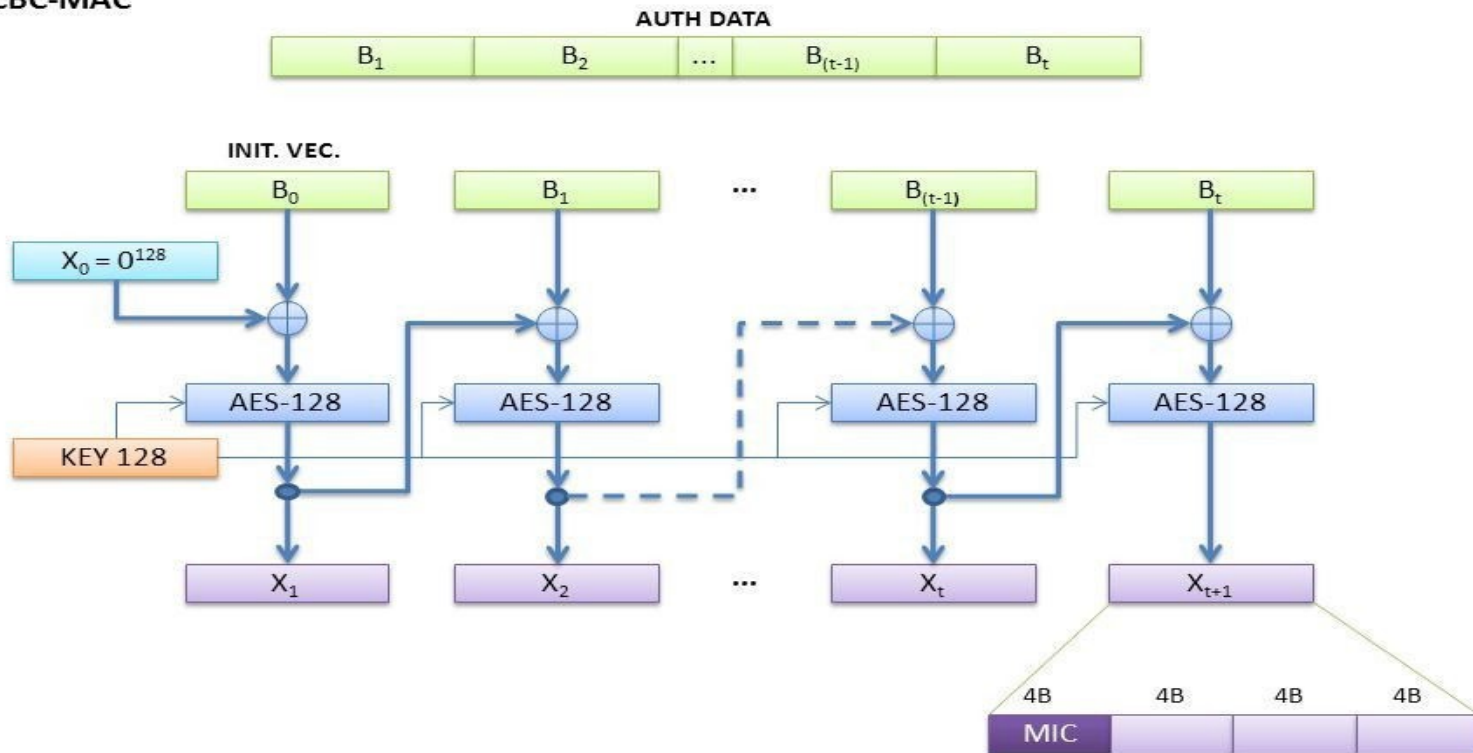 CBC-MAC
AUTH DATA
B₁ B₂ ... B₍ₜ₋₁₎ Bₜ
INIT. VEC.
B₀ B₁ ... B₍ₜ₋₁₎ Bₜ
X₀ = 0¹²⁸
AES-128 AES-128 AES-128 AES-128
KEY 128
X₁ X₂ ... Xₜ Xₜ₊₁
4B 4B 4B 4B
MIC